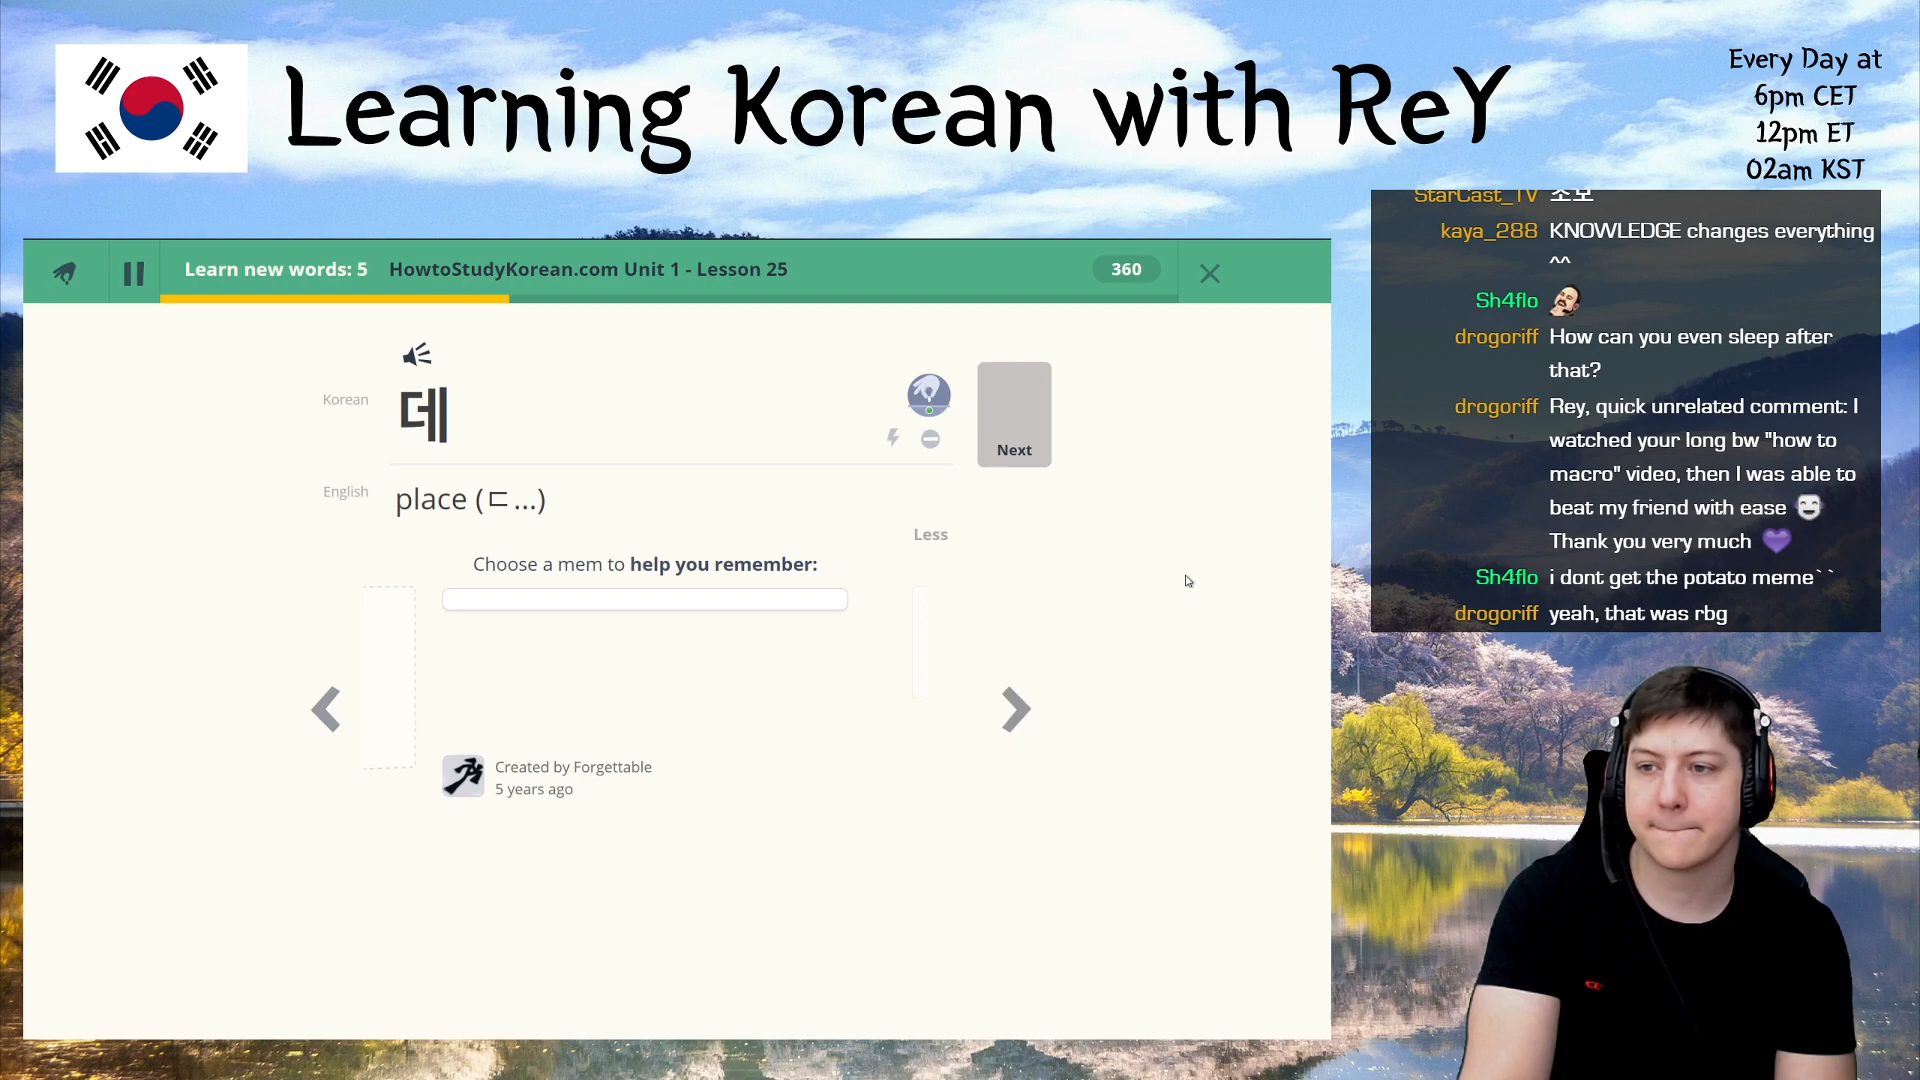 Learning Korean with ReY
Every Day at
6pm CET
12pm ET
02am KST
StarCast_TV 초보
kaya_288 KNOWLEDGE changes everything
^^
Sh4flo
drogoriff How can you even sleep after
that?
drogoriff Rey, quick unrelated comment: I
watched your long bw "how to
macro" video, then I was able to
beat my friend with ease
Thank you very much
Sh4flo i dont get the potato meme``
drogoriff yeah, that was rbg
Learn new words: 5 HowtoStudyKorean.com Unit 1 - Lesson 25 360
Korean 데
Next
English place (ㄷ...)
Less
Choose a mem to help you remember:
Created by Forgettable
5 years ago